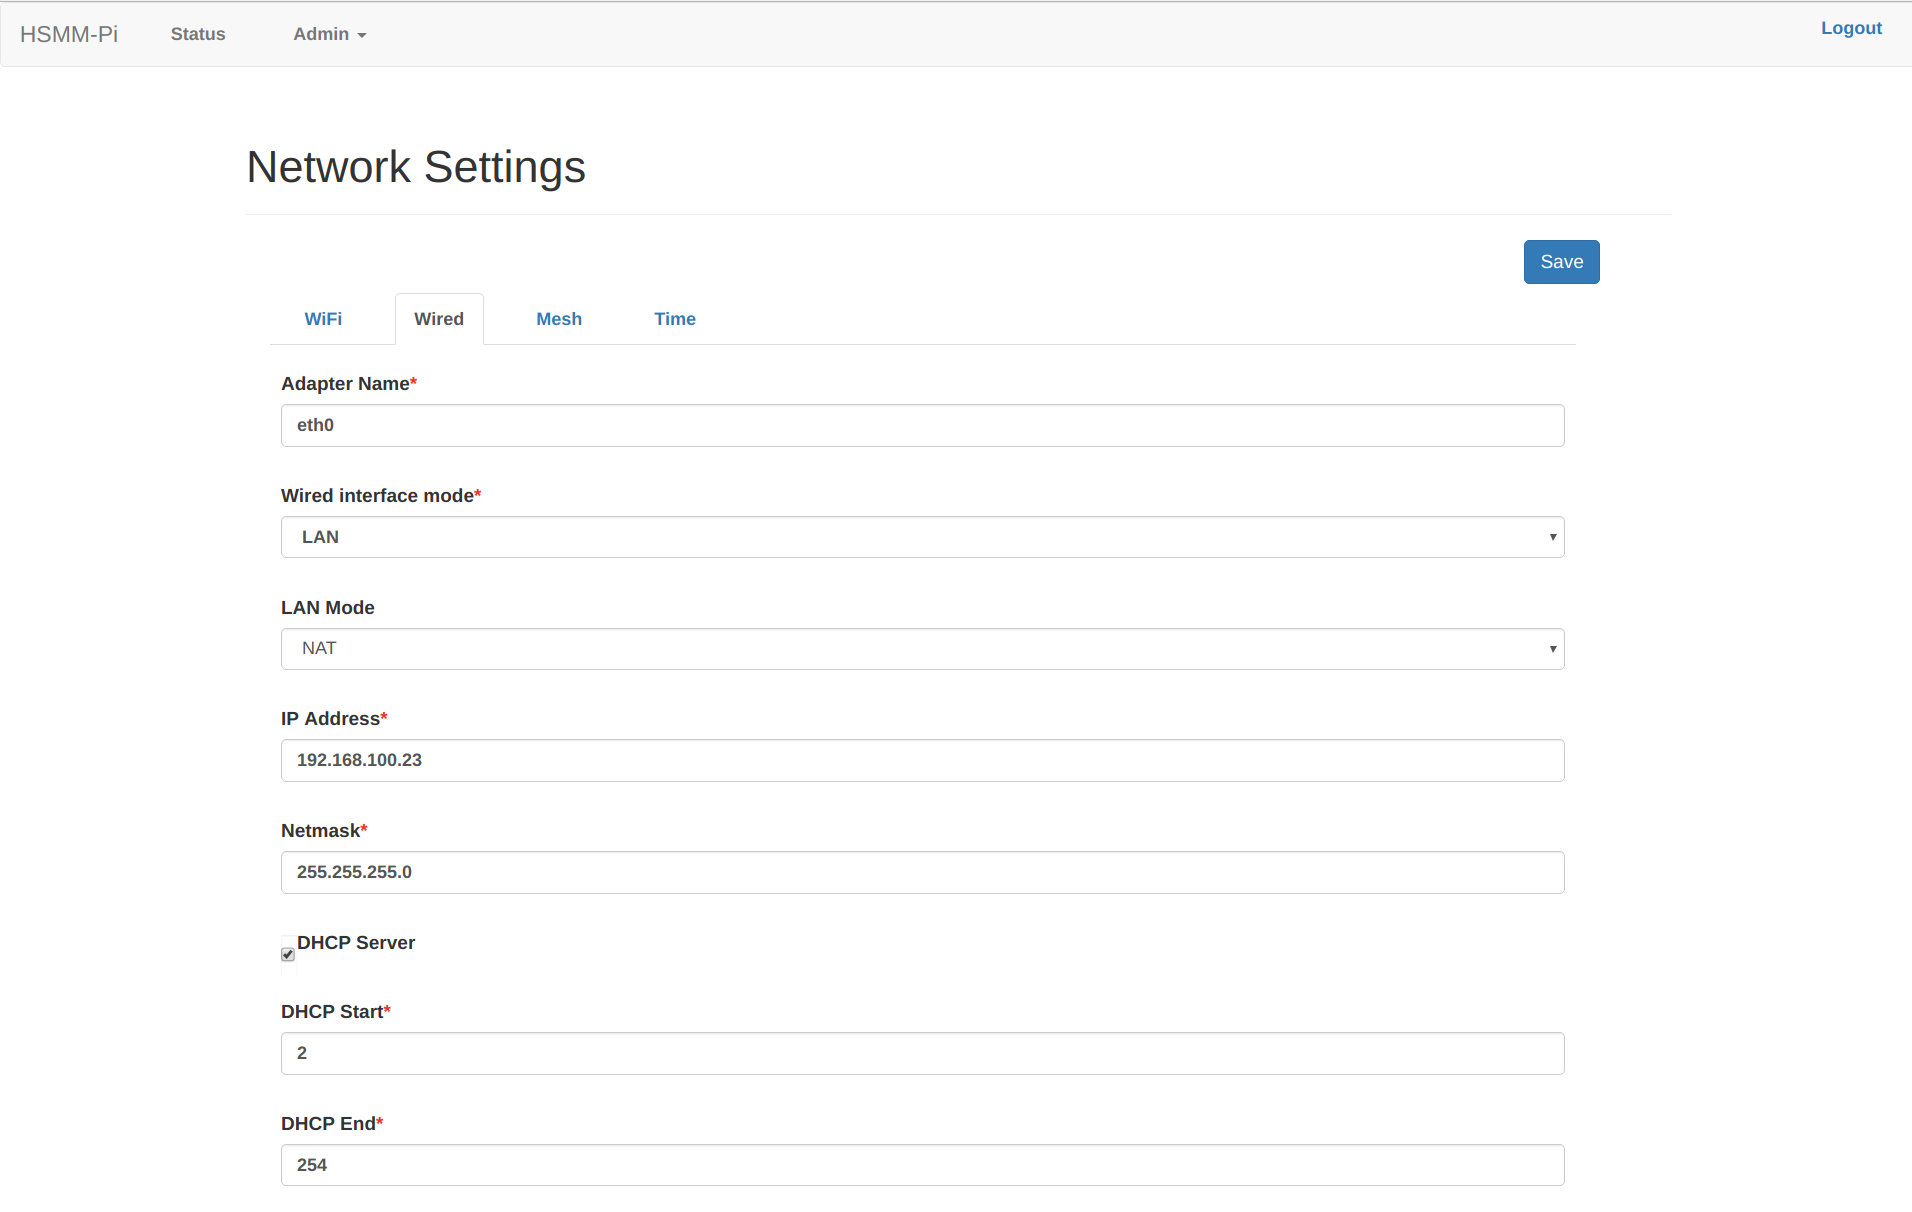 HSMM-Pi Status Admin Logout
Network Settings
Save
WiFi Wired Mesh Time
Adapter Name*
eth0
Wired interface mode*
LAN
LAN Mode
NAT
IP Address*
192.168.100.23
Netmask*
255.255.255.0
DHCP Server
DHCP Start*
2
DHCP End*
254